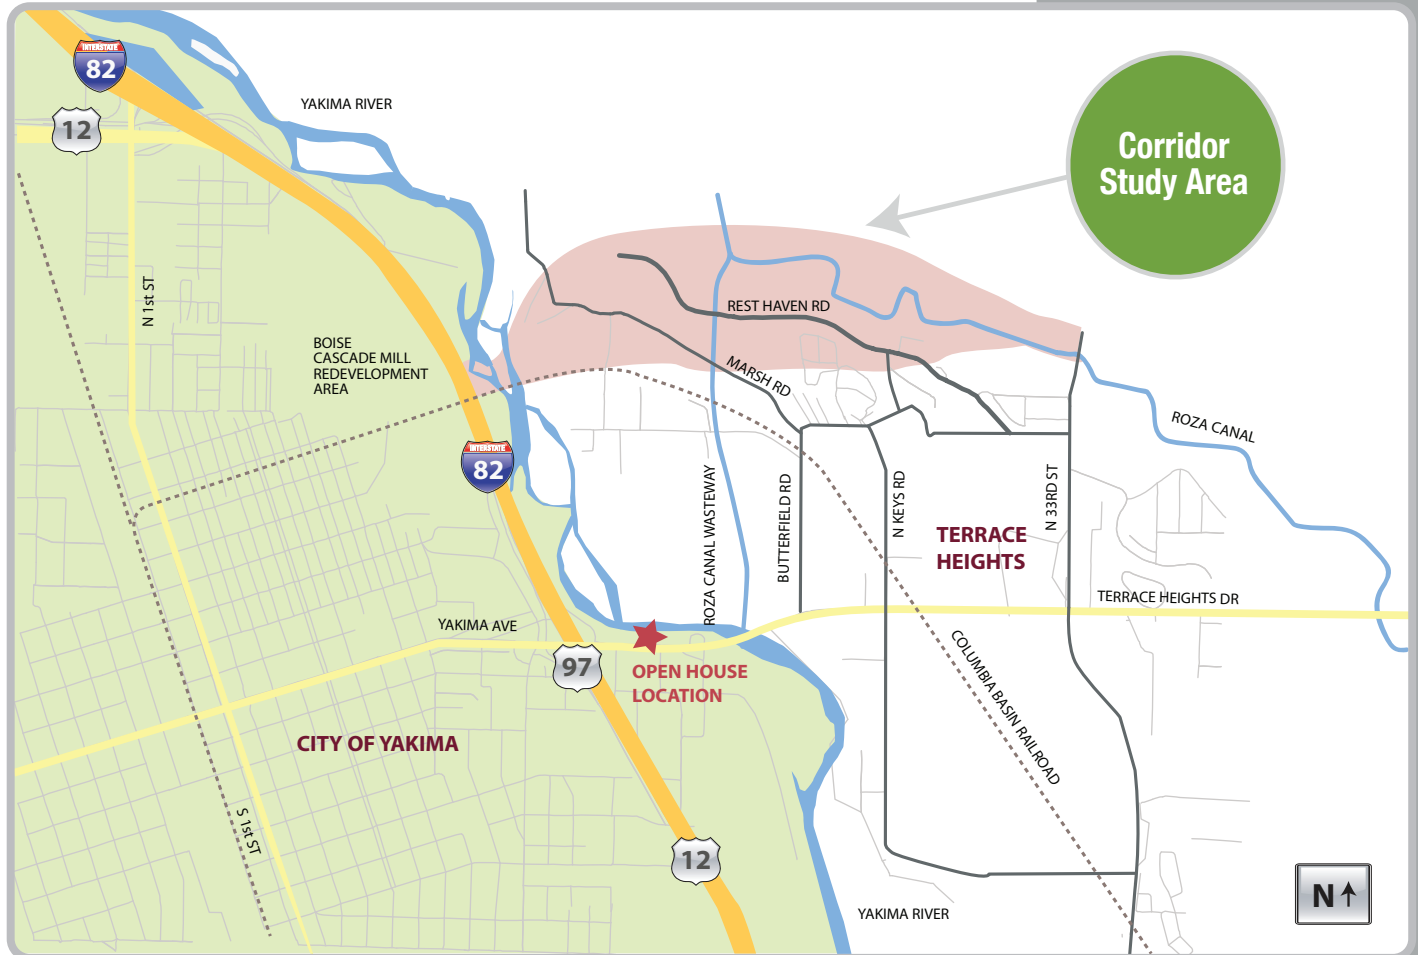 INTERSTATE
82
12
YAKIMA RIVER
Corridor
Study Area
N 1st ST
REST HAVEN RD
BOISE
CASCADE MILL
REDEVELOPMENT
AREA
MARSH RD
ROZA CANAL
INTERSTATE
82
ROZA CANAL WASTEWAY
BUTTERFIELD RD
N KEYS RD
N 33RD ST
TERRACE
HEIGHTS
TERRACE HEIGHTS DR
YAKIMA AVE
97
OPEN HOUSE
LOCATION
COLUMBIA BASIN RAILROAD
CITY OF YAKIMA
S 1st ST
12
YAKIMA RIVER
N